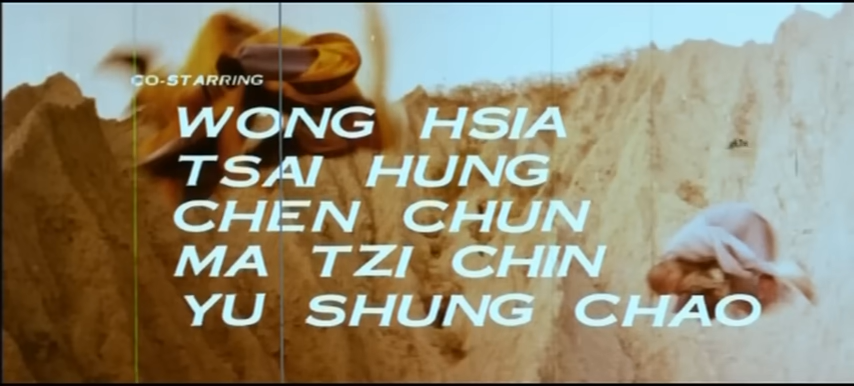 CO-STARRING
WONG HSIA
TSAI HUNG
CHEN CHUN
MA TZI CHIN
YU SHUNG CHAO